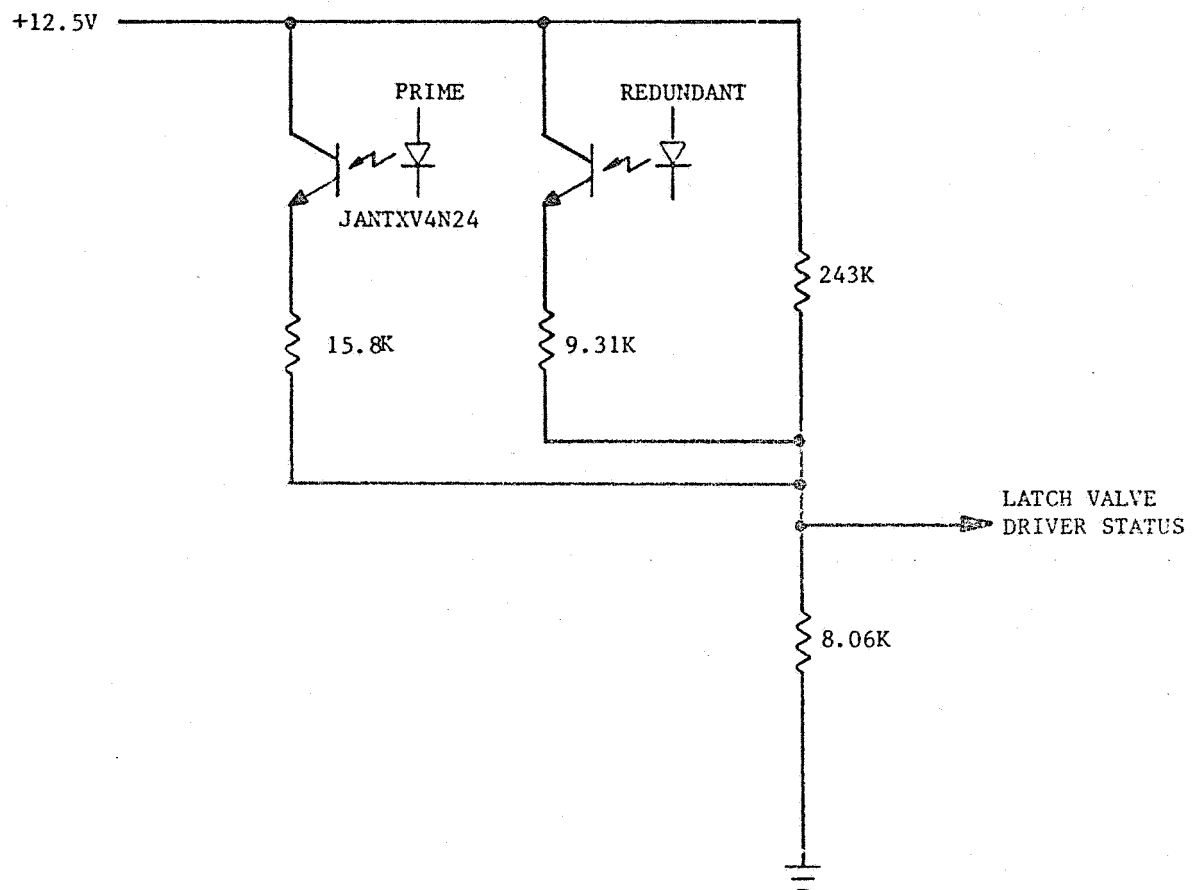 +12.5V
PRIME
REDUNDANT
JANTXV4N24
243K
15.8K
9.31K
LATCH VALVE
DRIVER STATUS
8.06K